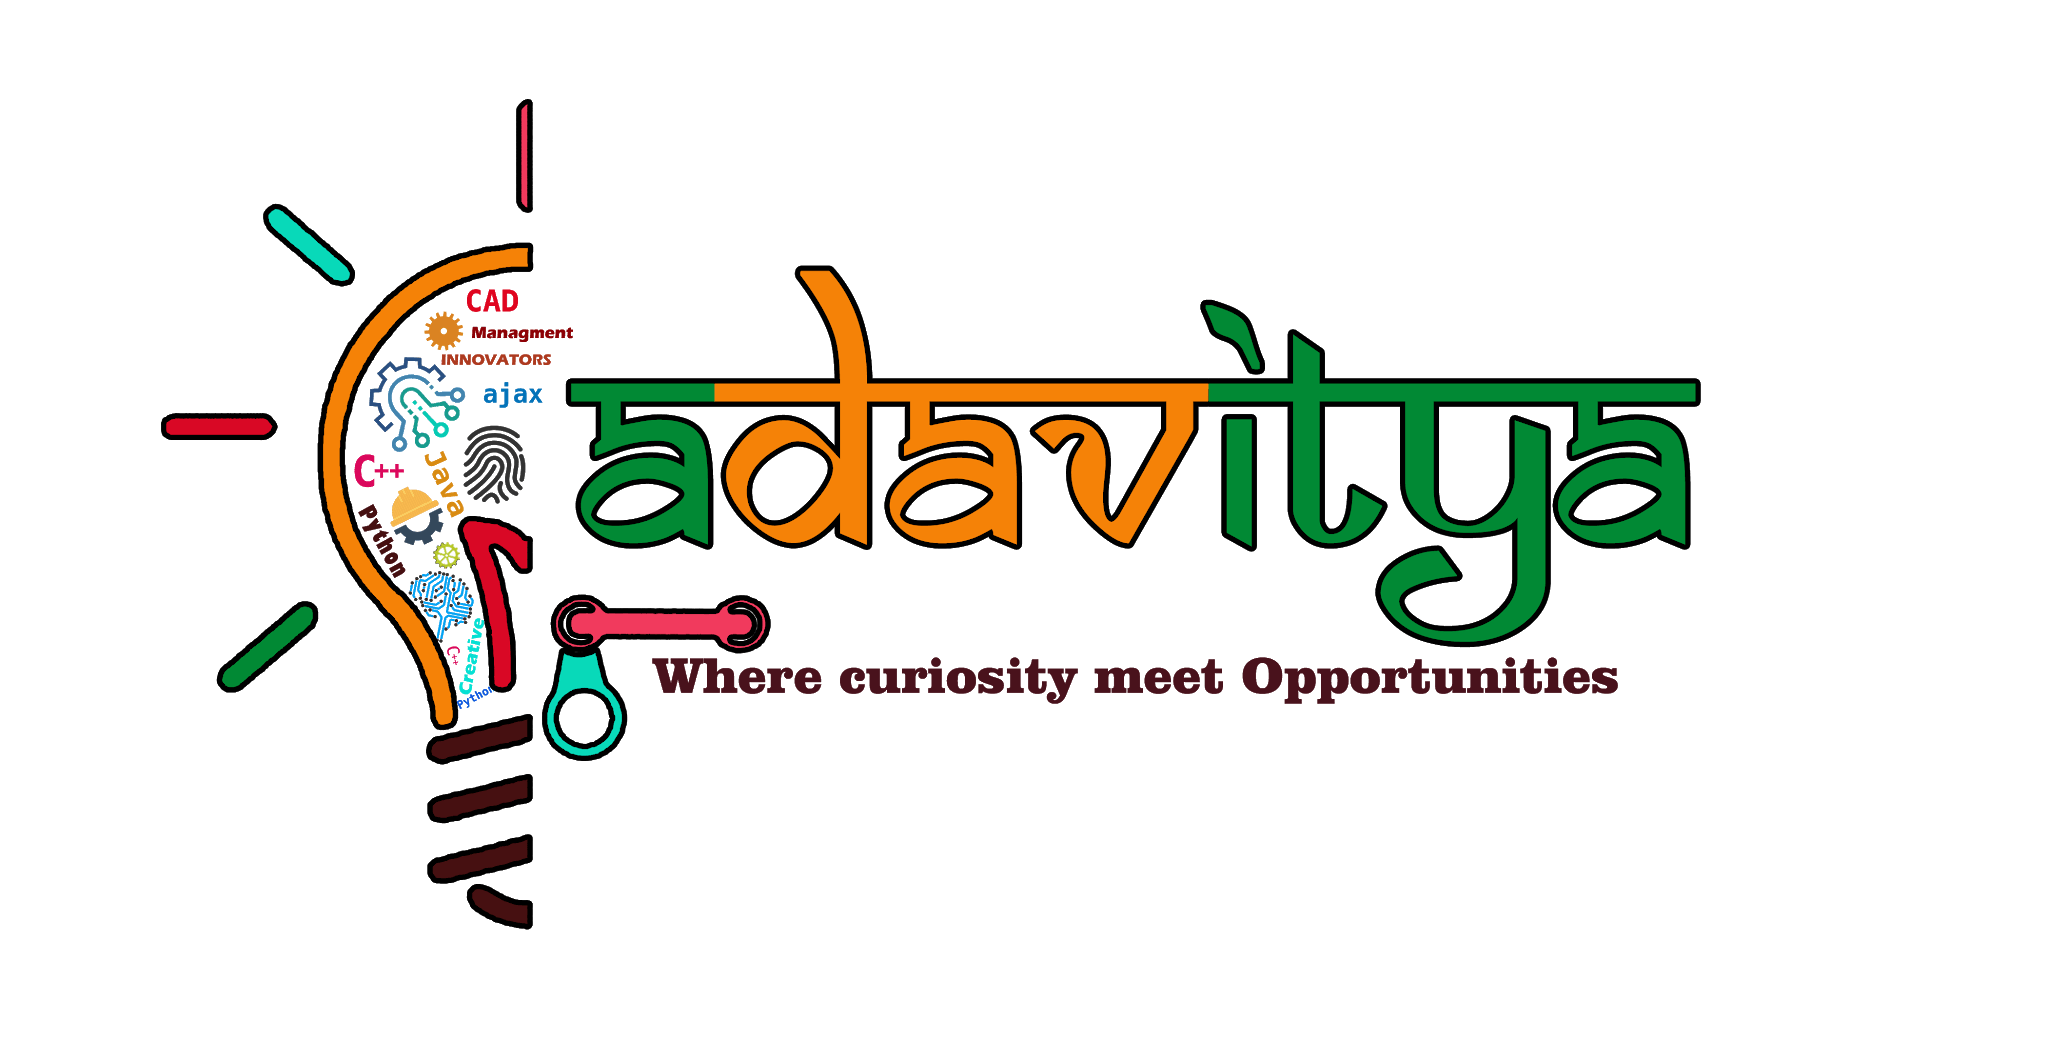 CAD
Managment
INNOVATORS
ajax
adavitya
C++
Java
Python
Creative
C++
Python
Where curiosity meet Opportunities